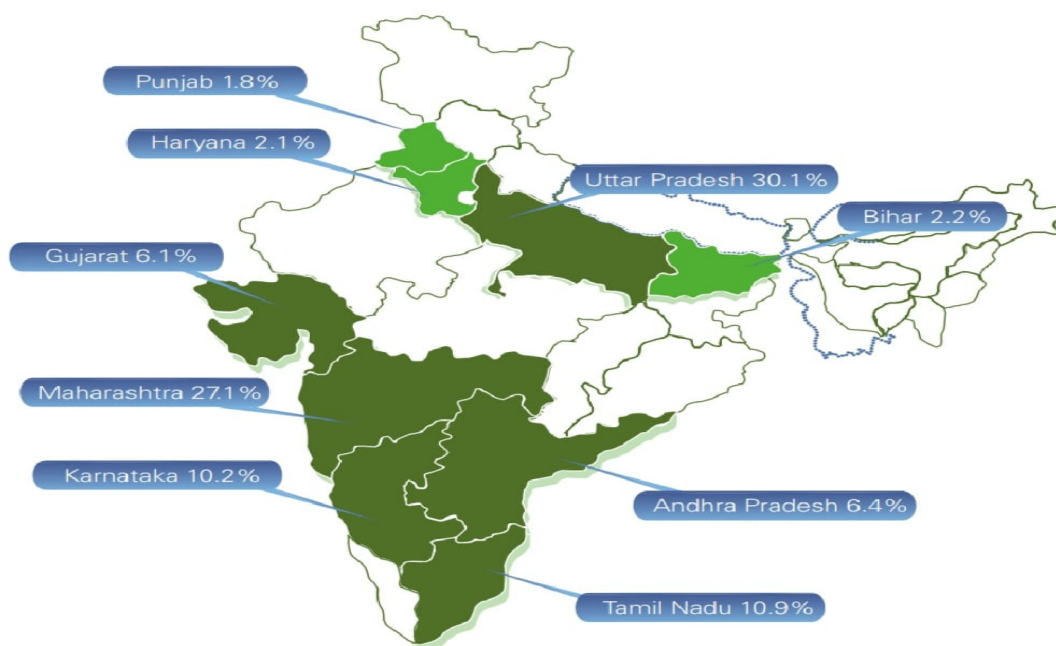 Punjab 1.8%
Haryana 2.1%
Uttar Pradesh 30.1%
Bihar 2.2%
Gujarat 6.1%
Maharashtra 27.1%
Karnataka 10.2%
Andhra Pradesh 6.4%
Tamil Nadu 10.9%